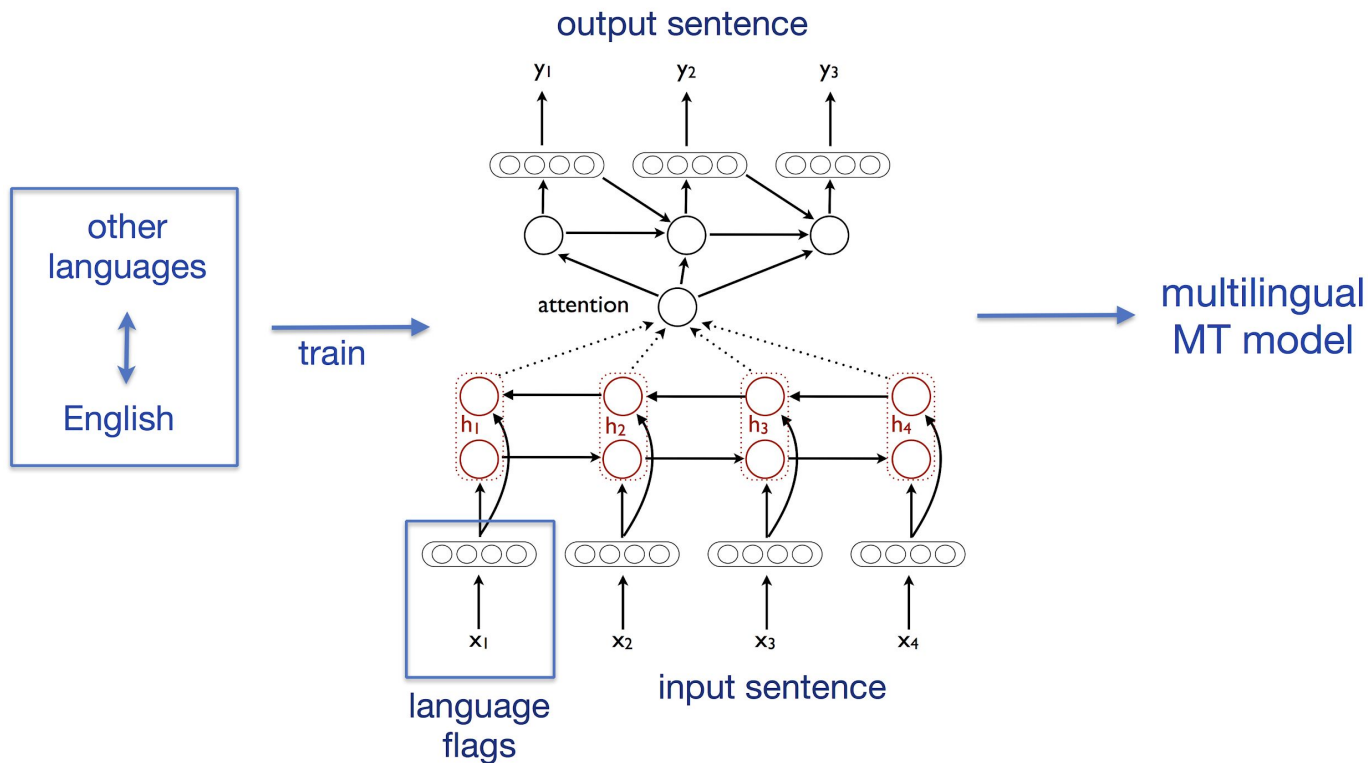 output sentence
y1 y2 y3
other
languages
English
train
attention
multilingual
MT model
h1 h2 h3 h4
x1 x2 x3 x4
input sentence
language
flags